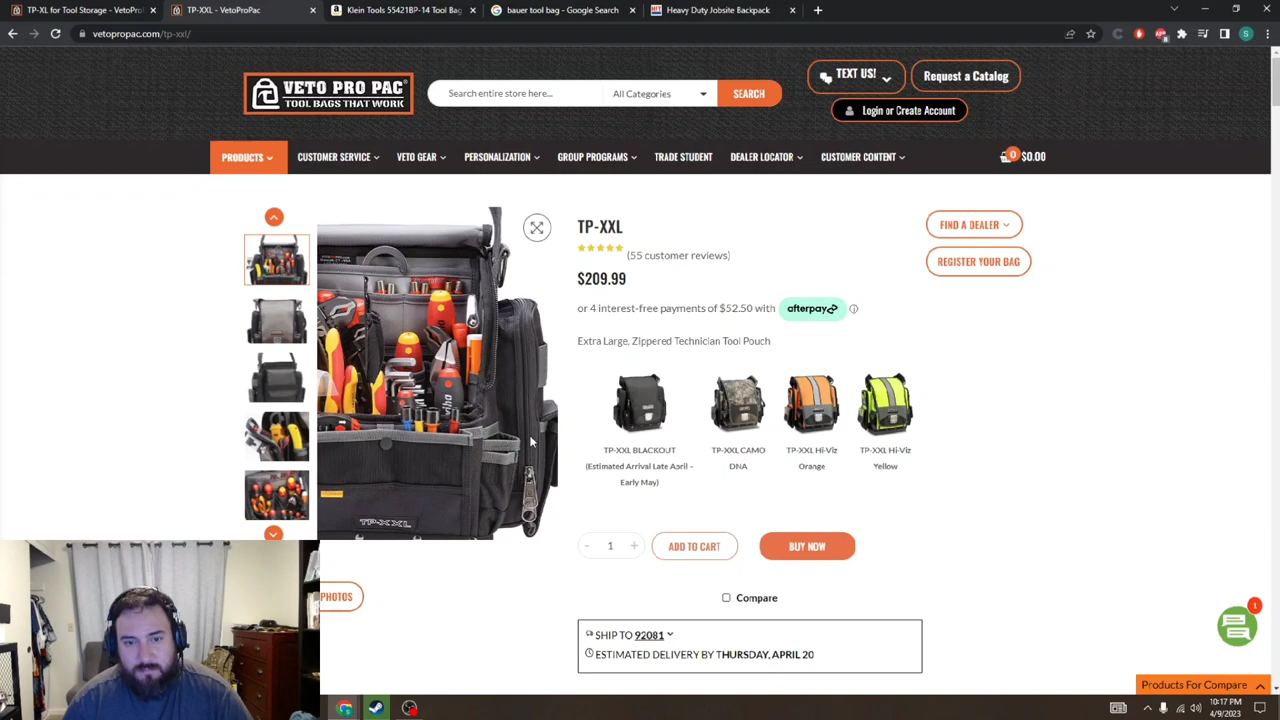 TP-XL for Tool Storage - VetoProl
TP-XXL - VetoProPac
Klein Tools 55421BP-14 Tool Bag
bauer tool bag - Google Search
Heavy Duty Jobsite Backpack
vetopropac.com/tp-xxl/
VETO PRO PAC
TOOL BAGS THAT WORK
Search entire store here...
All Categories
SEARCH
TEXT US!
Request a Catalog
Login or Create Account
PRODUCTS
CUSTOMER SERVICE
VETO GEAR
PERSONALIZATION
GROUP PROGRAMS
TRADE STUDENT
DEALER LOCATOR
CUSTOMER CONTENT
0
$0.00
TP-XXL
(55 customer reviews)
$209.99
or 4 interest-free payments of $52.50 with afterpay
Extra Large, Zippered Technician Tool Pouch
FIND A DEALER
REGISTER YOUR BAG
TP-XXL BLACKOUT
(Estimated Arrival Late April –
Early May)
TP-XXL CAMO
DNA
TP-XXL Hi-Viz
Orange
TP-XXL Hi-Viz
Yellow
wiha
TP-XXL
- 1 +
ADD TO CART
BUY NOW
PHOTOS
Compare
SHIP TO 92081
ESTIMATED DELIVERY BY THURSDAY, APRIL 20
1
Products For Compare
10:17 PM
4/9/2023